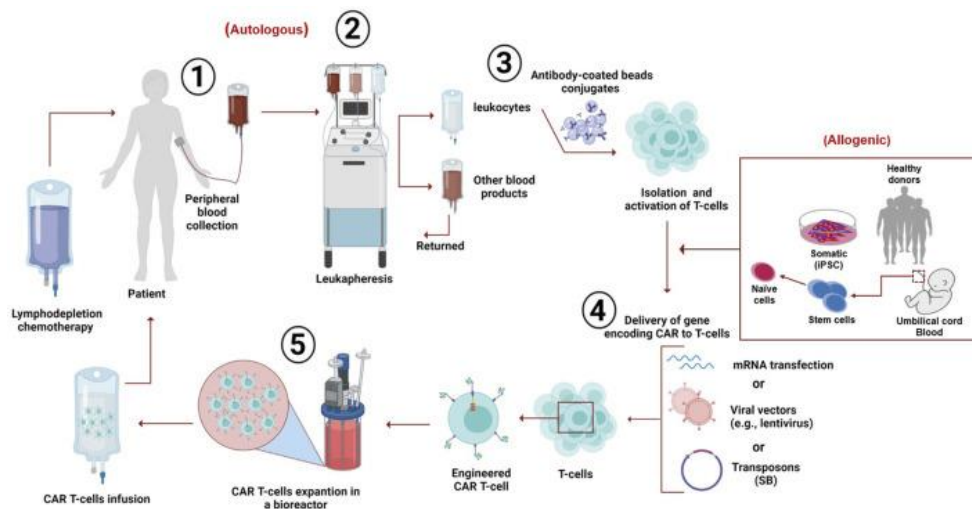 (Autologous)
1
2
3
Antibody-coated beads
conjugates
leukocytes
Other blood
products
Returned
Peripheral
blood
collection
Leukapheresis
Patient
Lymphodepletion
chemotherapy
Isolation and
activation of T-cells
(Allogenic)
Healthy
donors
Somatic
(iPSC)
Naïve
cells
Stem cells
Umbilical cord
Blood
4
Delivery of gene
encoding CAR to T-cells
mRNA transfection
or
Viral vectors
(e.g., lentivirus)
or
Transposons
(SB)
T-cells
Engineered
CAR T-cell
5
CAR T-cells expantion in
a bioreactor
CAR T-cells infusion